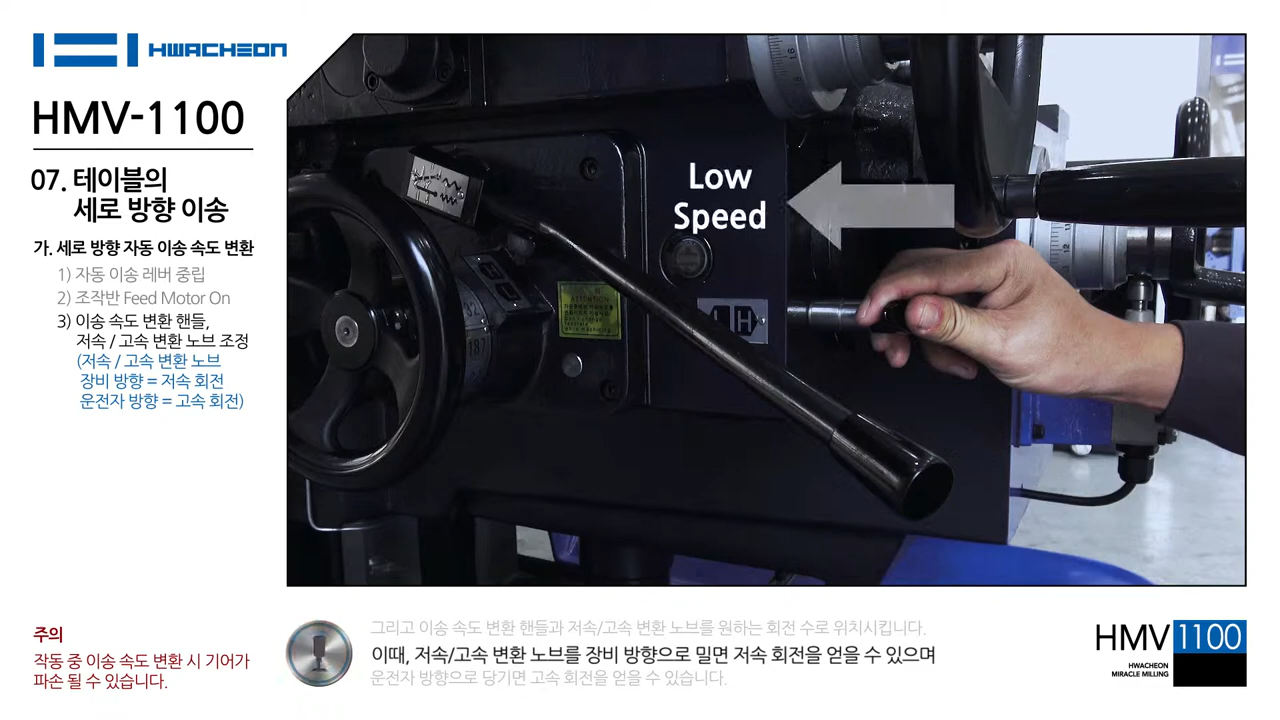 HWACHEON
HMV-1100
07. 테이블의
세로 방향 이송
가. 세로 방향 자동 이송 속도 변환
1) 자동 이송 레버 중립
2) 조작반 Feed Motor On
3) 이송 속도 변환 핸들,
저속 / 고속 변환 노브 조정
(저속 / 고속 변환 노브
장비 방향 = 저속 회전
운전자 방향 = 고속 회전)
Low
Speed
ATTENTION
L H
187
주의
작동 중 이송 속도 변환 시 기어가
파손 될 수 있습니다.
그리고 이송 속도 변환 핸들과 저속/고속 변환 노브를 원하는 회전 수로 위치시킵니다.
이때, 저속/고속 변환 노브를 장비 방향으로 밀면 저속 회전을 얻을 수 있으며
운전자 방향으로 당기면 고속 회전을 얻을 수 있습니다.
HMV 1100
HWACHEON
MIRACLE MILLING